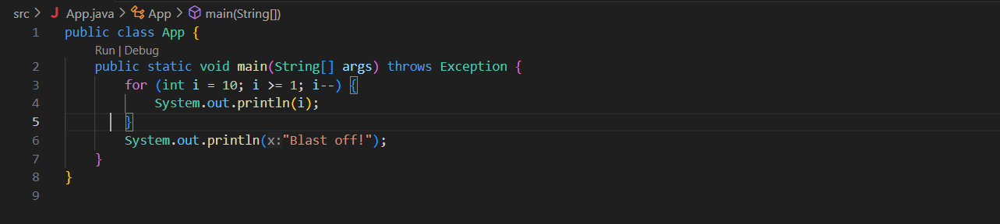 src > J App.java > App > main(String[])
1 public class App {
Run | Debug
2 public static void main(String[] args) throws Exception {
3 for (int i = 10; i >= 1; i--) {
4 System.out.println(i);
5 }
6 System.out.println(x:"Blast off!");
7 }
8 }
9